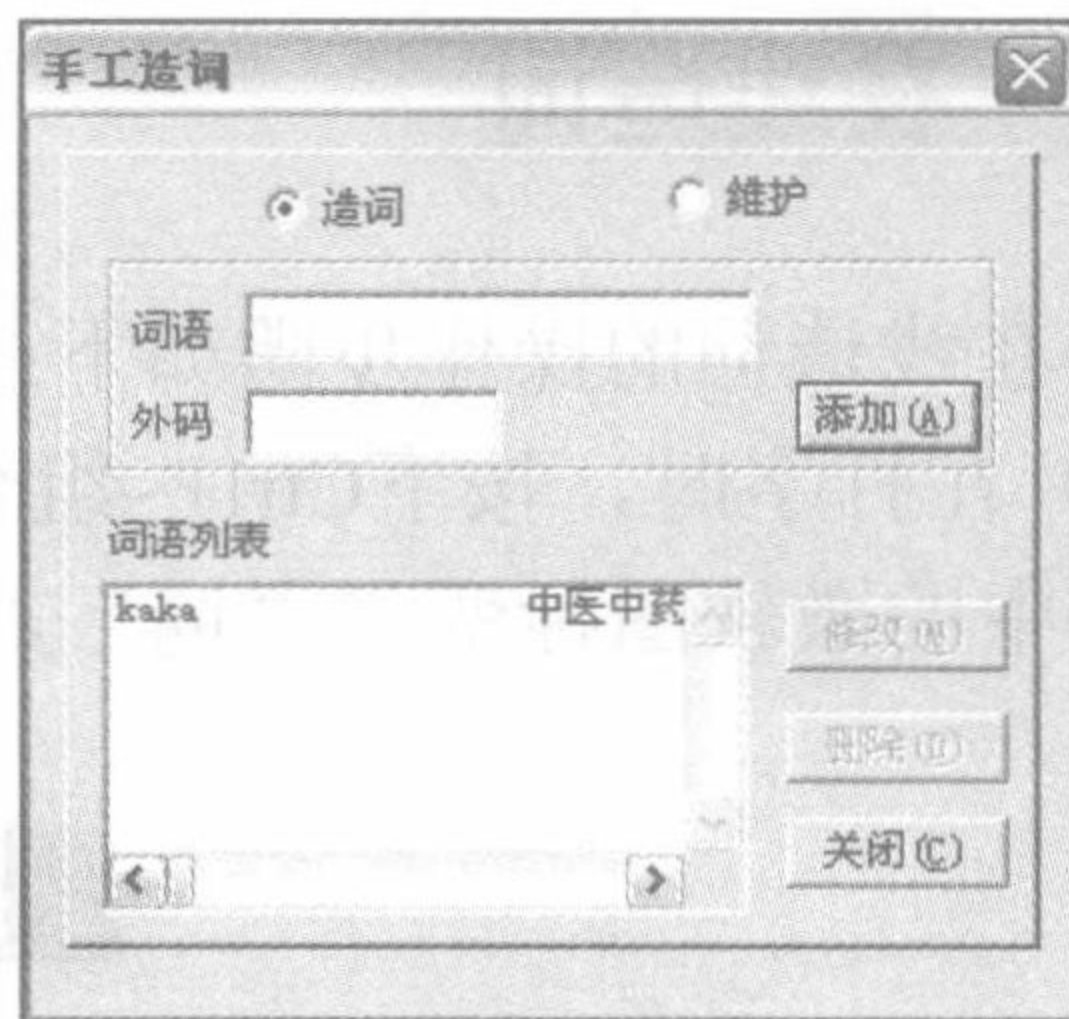 手工造词
造词 维护
词语
外码 添加(A)
词语列表
kaka 中医中药
修改(M)
删除(D)
关闭(C)